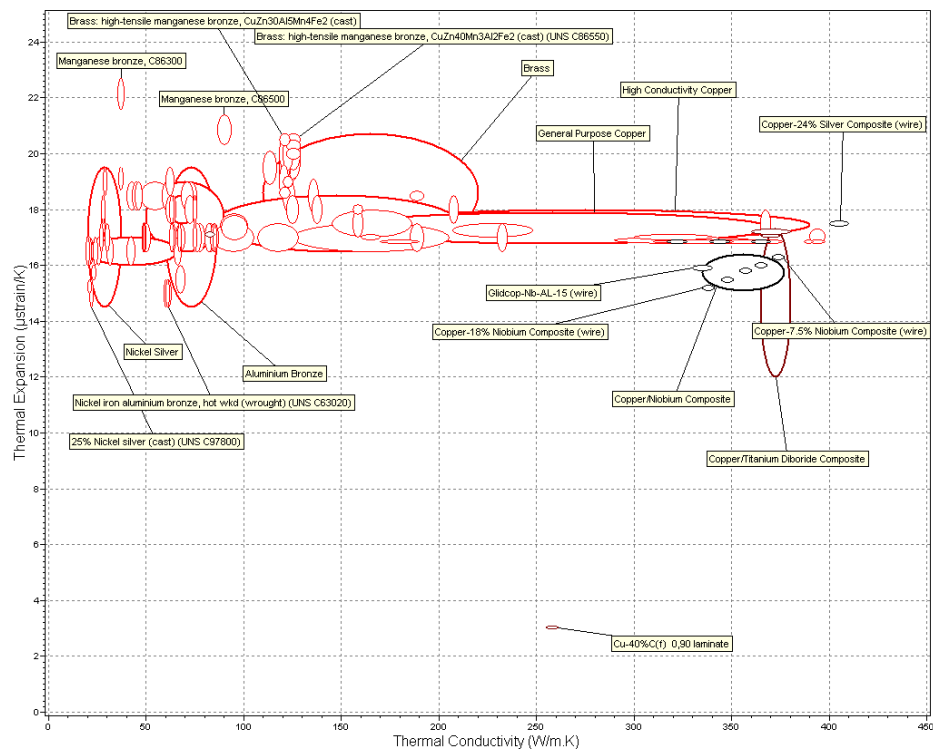 Brass: high-tensile manganese bronze, CuZn30Al5Mn4Fe2 (cast)
Brass: high-tensile manganese bronze, CuZn40Mn3Al2Fe2 (cast) (UNS C86550)
Manganese bronze, C86300
Brass
High Conductivity Copper
Manganese bronze, C86500
Copper-24% Silver Composite (wire)
General Purpose Copper
Glidcop-Nb-AL-15 (wire)
Copper-18% Niobium Composite (wire)
Copper-7.5% Niobium Composite (wire)
Nickel Silver
Aluminium Bronze
Copper/Niobium Composite
Nickel iron aluminium bronze, hot wkd (wrought) (UNS C63020)
25% Nickel silver (cast) (UNS C97800)
Copper/Titanium Diboride Composite
Cu-40%C(f) 0,90 laminate
Thermal Expansion (µstrain/K)
24
22
20
18
16
14
12
10
8
6
4
2
0
0 50 100 150 200 250 300 350 400 450
Thermal Conductivity (W/m.K)